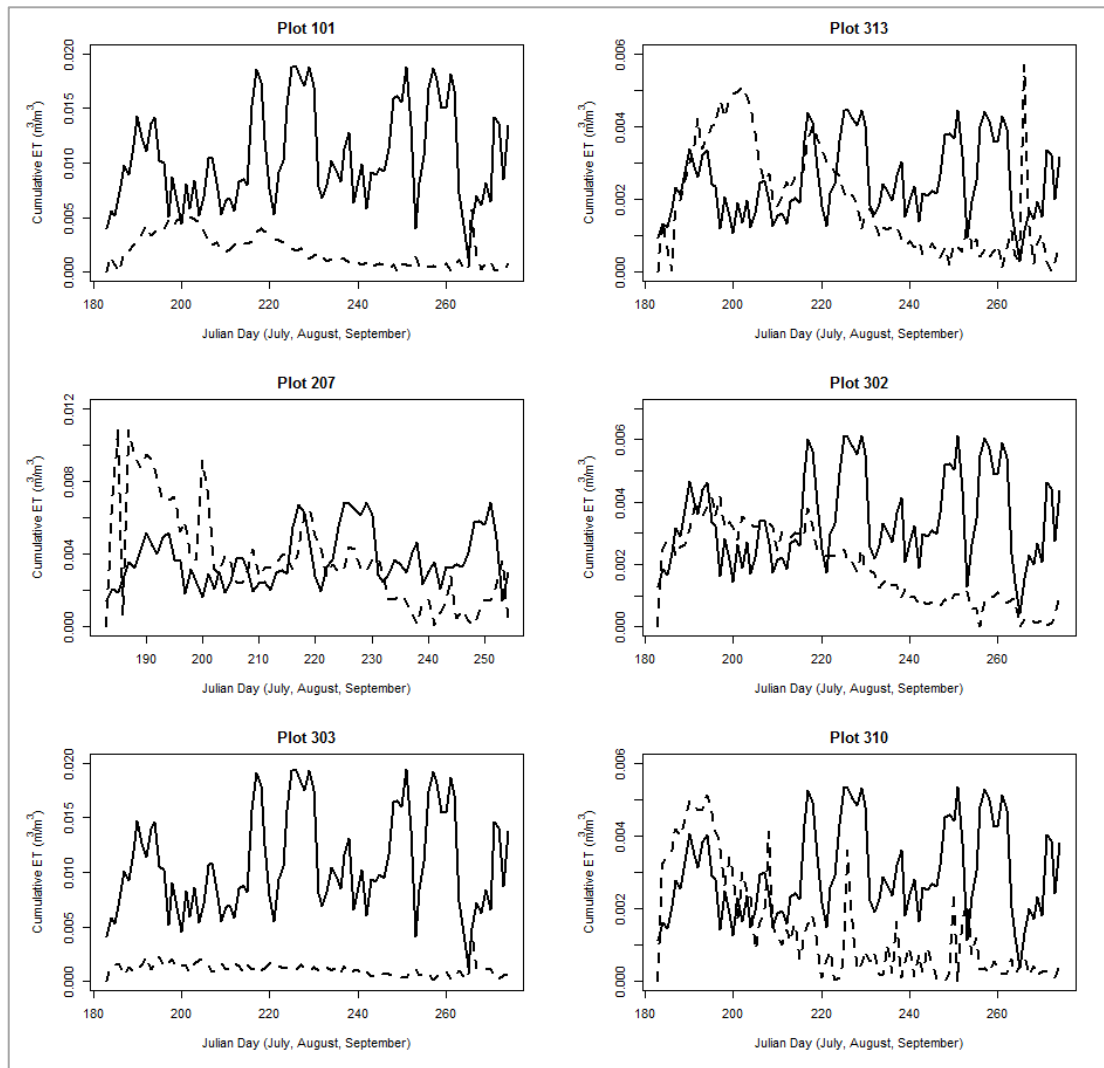 Plot 101
Cumulative ET (m³/m³)
0.000 0.005 0.010 0.015 0.020
180 200 220 240 260
Julian Day (July, August, September)
Plot 313
Cumulative ET (m³/m³)
0.000 0.002 0.004 0.006
180 200 220 240 260
Julian Day (July, August, September)
Plot 207
Cumulative ET (m³/m³)
0.000 0.004 0.008 0.012
190 200 210 220 230 240 250
Julian Day (July, August, September)
Plot 302
Cumulative ET (m³/m³)
0.000 0.002 0.004 0.006
180 200 220 240 260
Julian Day (July, August, September)
Plot 303
Cumulative ET (m³/m³)
0.000 0.005 0.010 0.015 0.020
180 200 220 240 260
Julian Day (July, August, September)
Plot 310
Cumulative ET (m³/m³)
0.000 0.002 0.004 0.006
180 200 220 240 260
Julian Day (July, August, September)